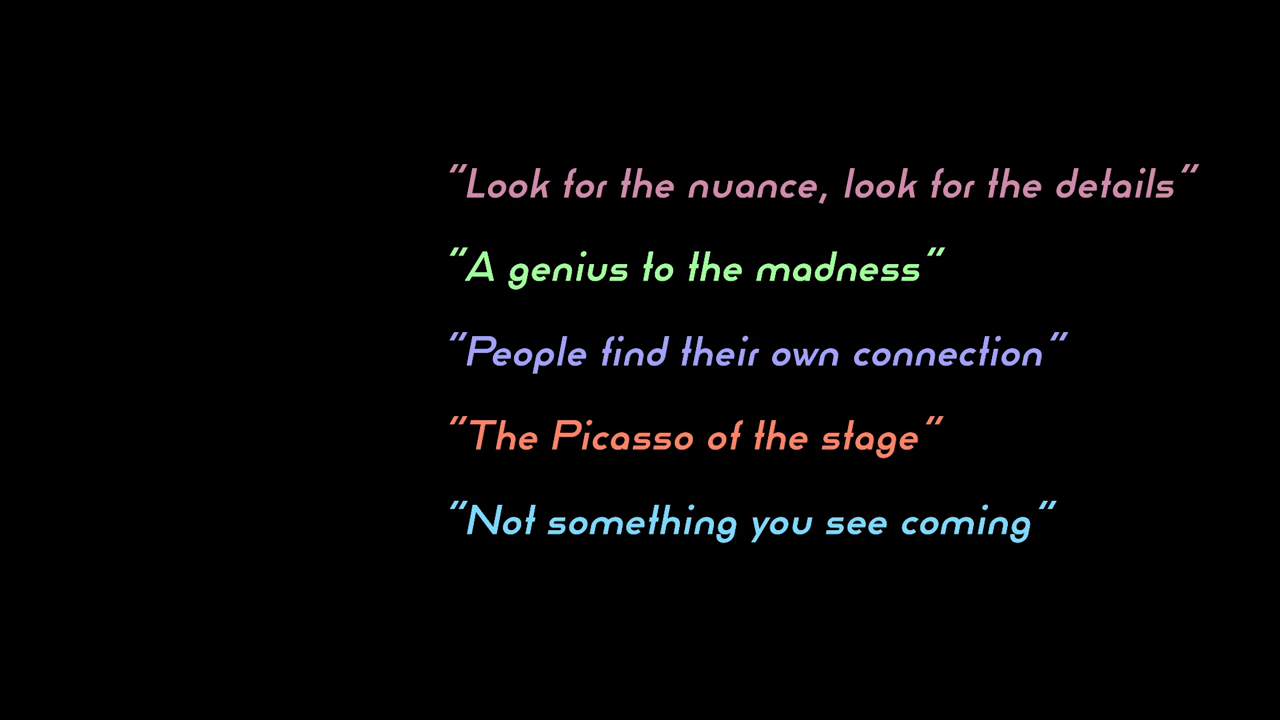 "Look for the nuance, look for the details"
"A genius to the madness"
"People find their own connection"
"The Picasso of the stage"
"Not something you see coming"